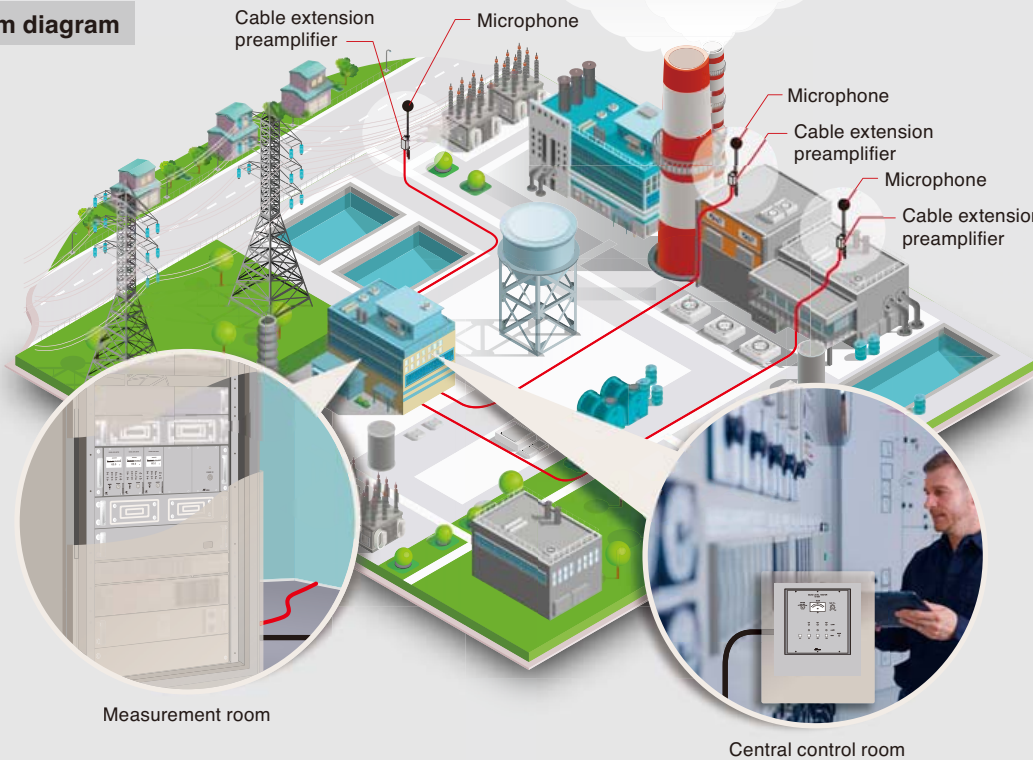 m diagram
Cable extension
preamplifier
Microphone
Microphone
Cable extension
preamplifier
Microphone
Cable extension
preamplifier
Measurement room
Central control room